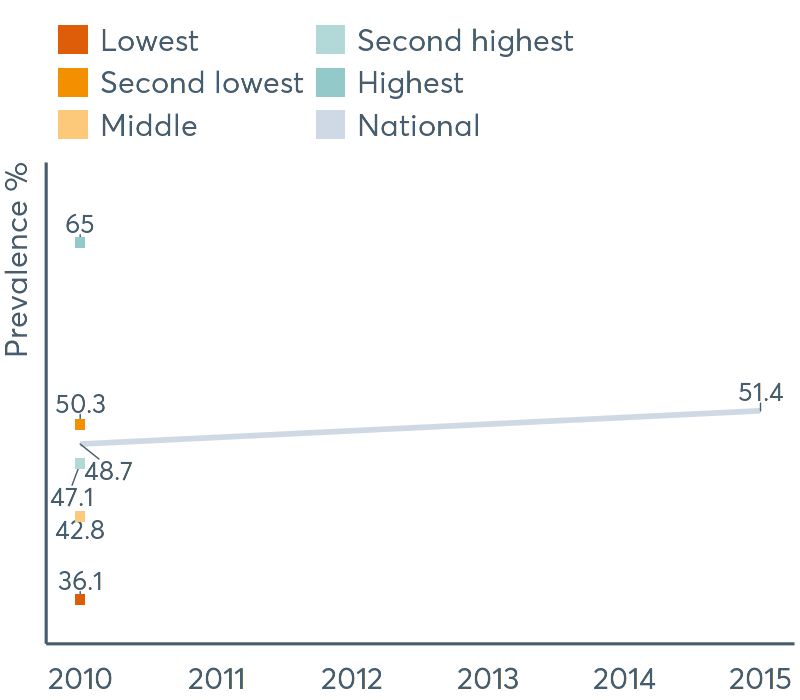 Lowest
Second lowest
Middle
Second highest
Highest
National
Prevalence %
65
50.3
48.7
47.1
42.8
36.1
51.4
2010 2011 2012 2013 2014 2015